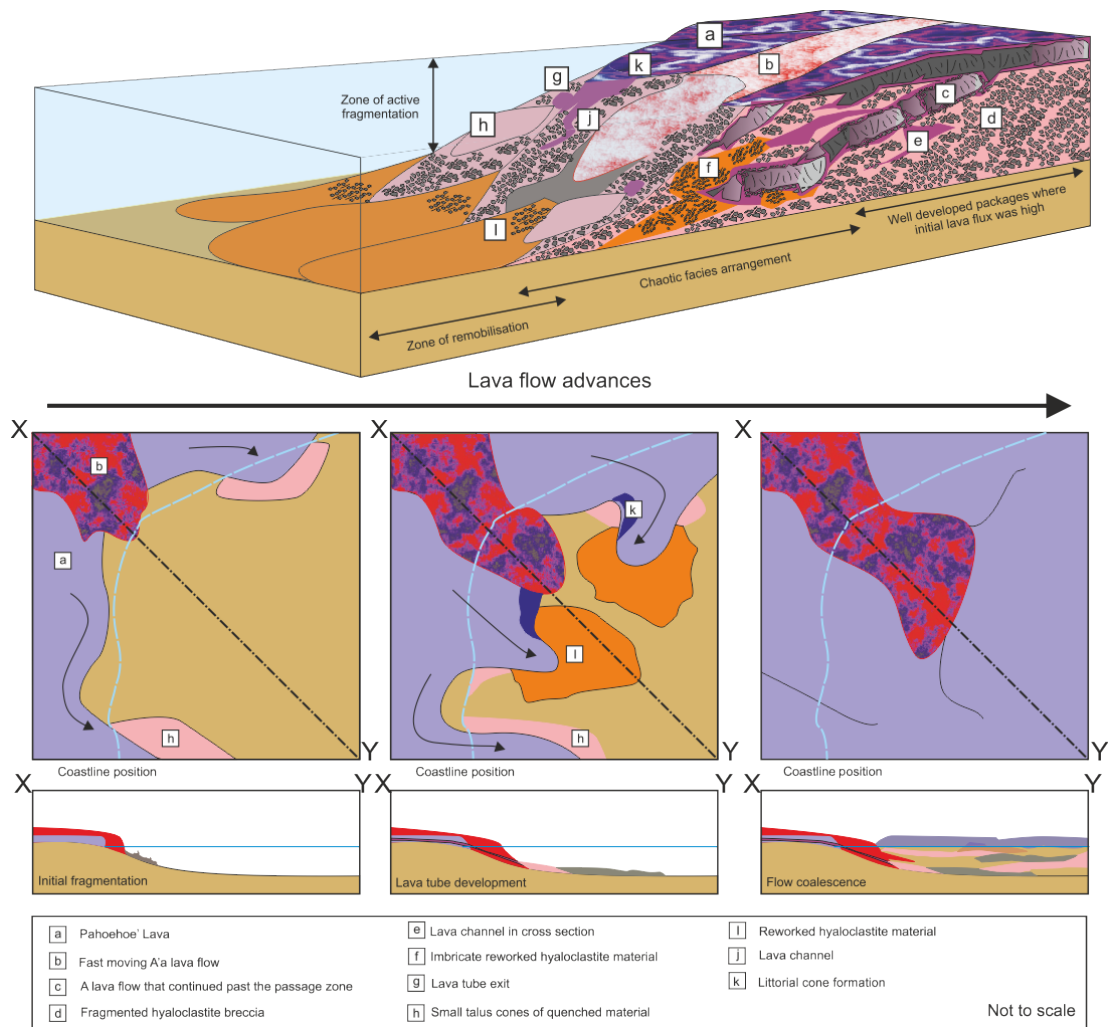 a
k
b
g
Zone of active
fragmentation
c
h
j
d
e
f
l
Well developed packages where
initial lava flux was high
Chaotic facies arrangement
Zone of remobilisation
Lava flow advances
X
X
X
b
k
a
l
h
h
Y
Y
Y
Coastline position
Coastline position
Coastline position
X
Y
X
Y
X
Y
Initial fragmentation
Lava tube development
Flow coalescence
a Pahoehoe’ Lava
b Fast moving A'a lava flow
c A lava flow that continued past the passage zone
d Fragmented hyaloclastite breccia
e Lava channel in cross section
f Imbricate reworked hyaloclastite material
g Lava tube exit
h Small talus cones of quenched material
l Reworked hyaloclastite material
j Lava channel
k Littorial cone formation
Not to scale